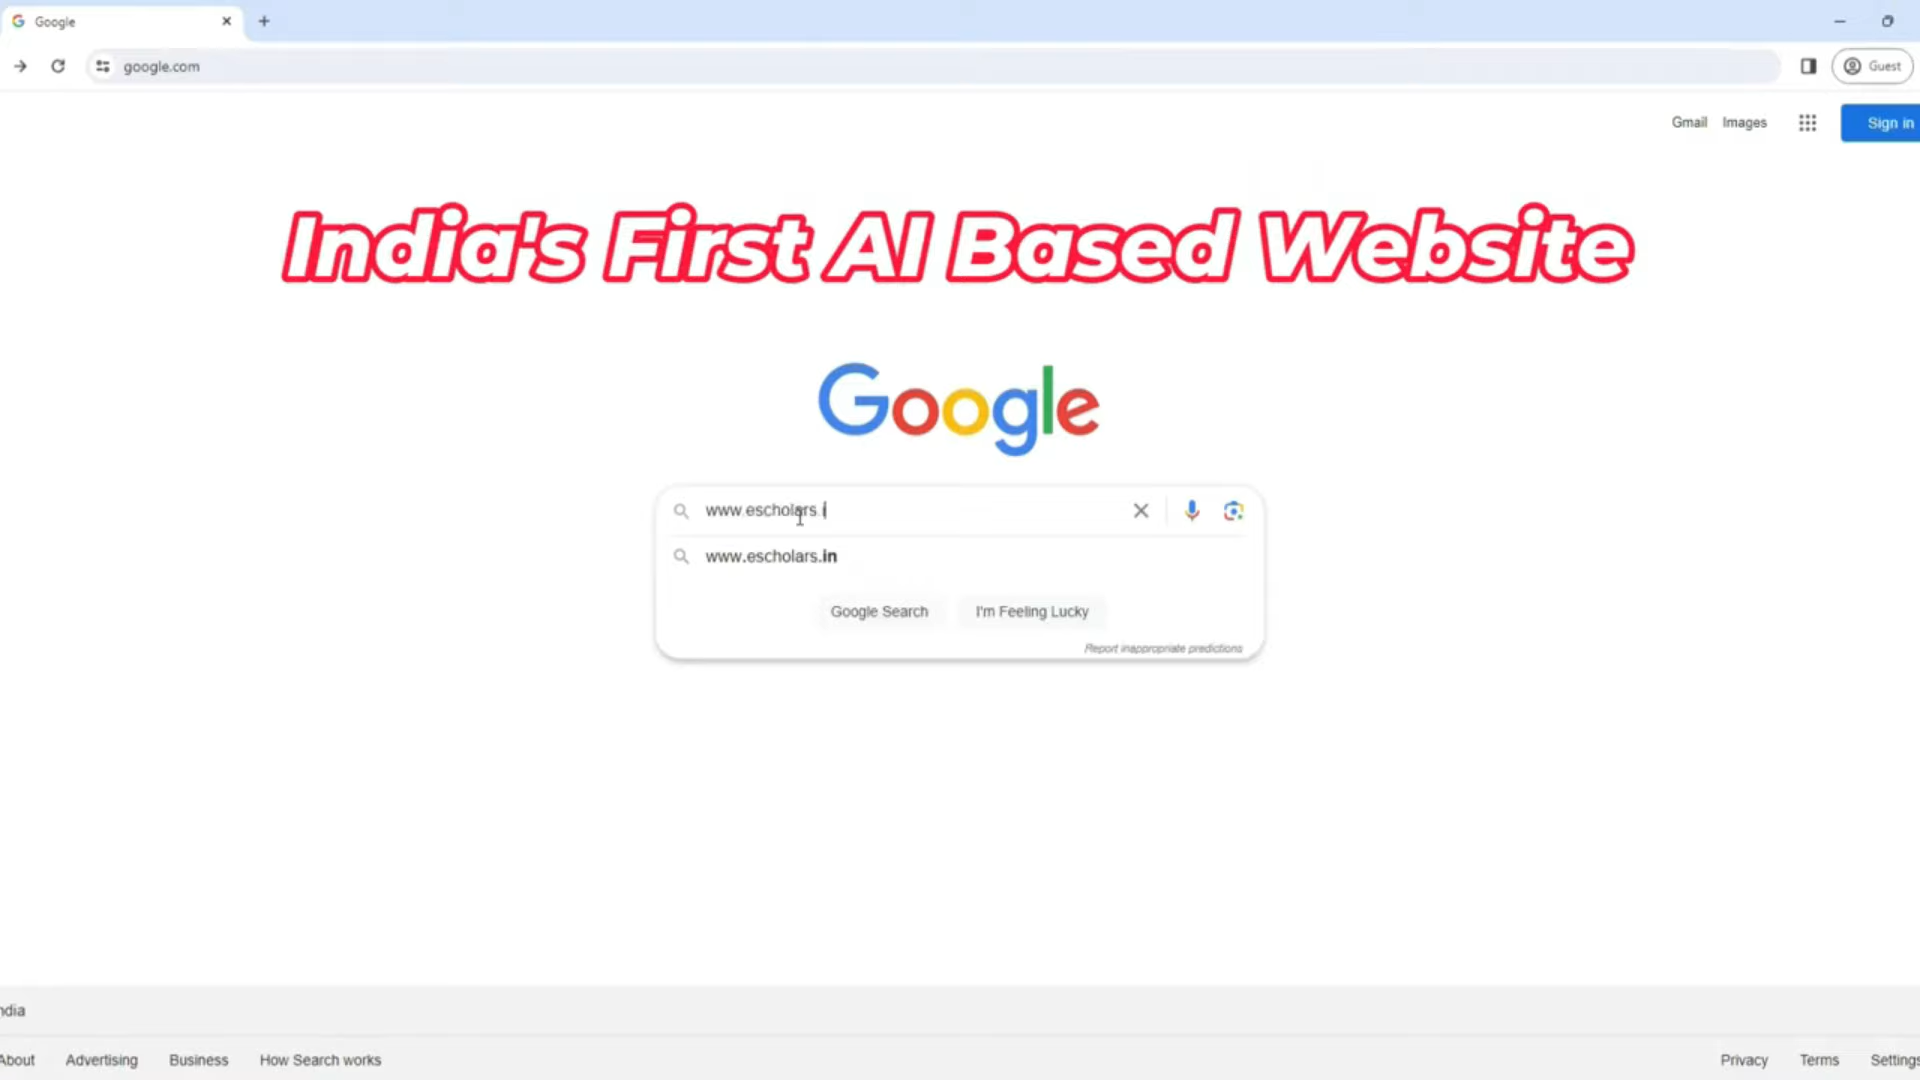 Google
google.com
Guest
Gmail Images
Sign in
India's First AI Based Website
Google
www.escholars.i
www.escholars.in
Google Search I'm Feeling Lucky
Report inappropriate predictions
ndia
About Advertising Business How Search works
Privacy Terms Settings